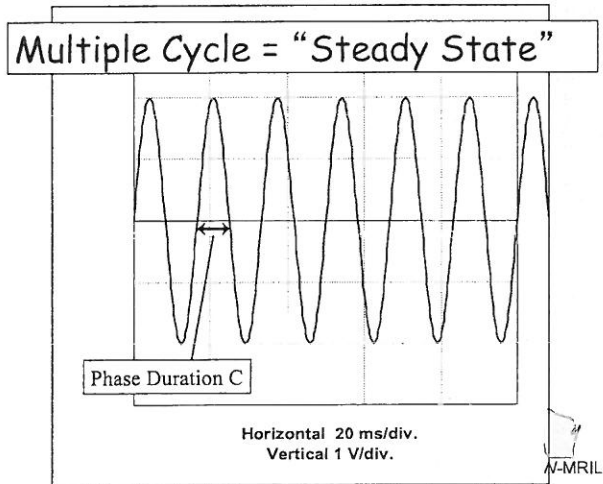 Multiple Cycle = “Steady State”
Phase Duration C
Horizontal 20 ms/div.
Vertical 1 V/div.
-MRIL